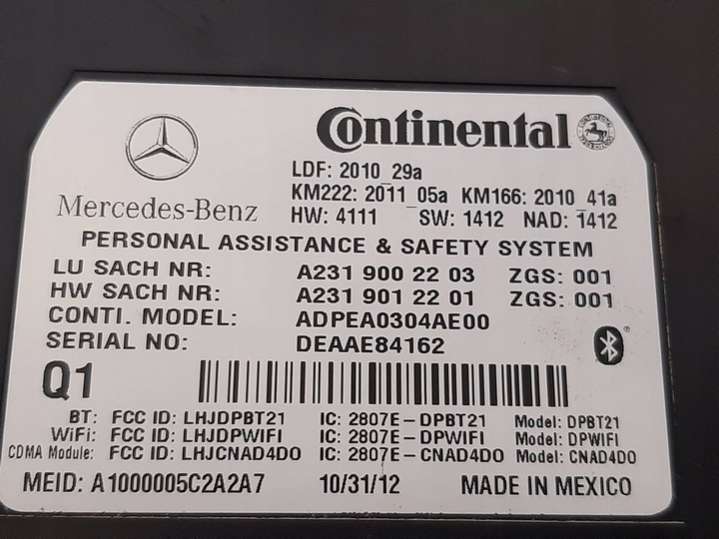 Continental
Mercedes-Benz
LDF: 2010_29a
KM222: 2011_05a KM166: 2010_41a
HW: 4111 SW: 1412 NAD: 1412
PERSONAL ASSISTANCE & SAFETY SYSTEM
LU SACH NR: A231 900 22 03 ZGS: 001
HW SACH NR: A231 901 22 01 ZGS: 001
CONTI. MODEL: ADPEA0304AE00
SERIAL NO: DEAAE84162
Q1
BT: FCC ID: LHJDPBT21 IC: 2807E-DPBT21 Model: DPBT21
WiFi: FCC ID: LHJDPWIFI IC: 2807E-DPWIFI Model: DPWIFI
CDMA Module: FCC ID: LHJCNAD4DO IC: 2807E-CNAD4DO Model: CNAD4DO
MEID: A1000005C2A2A7 10/31/12 MADE IN MEXICO